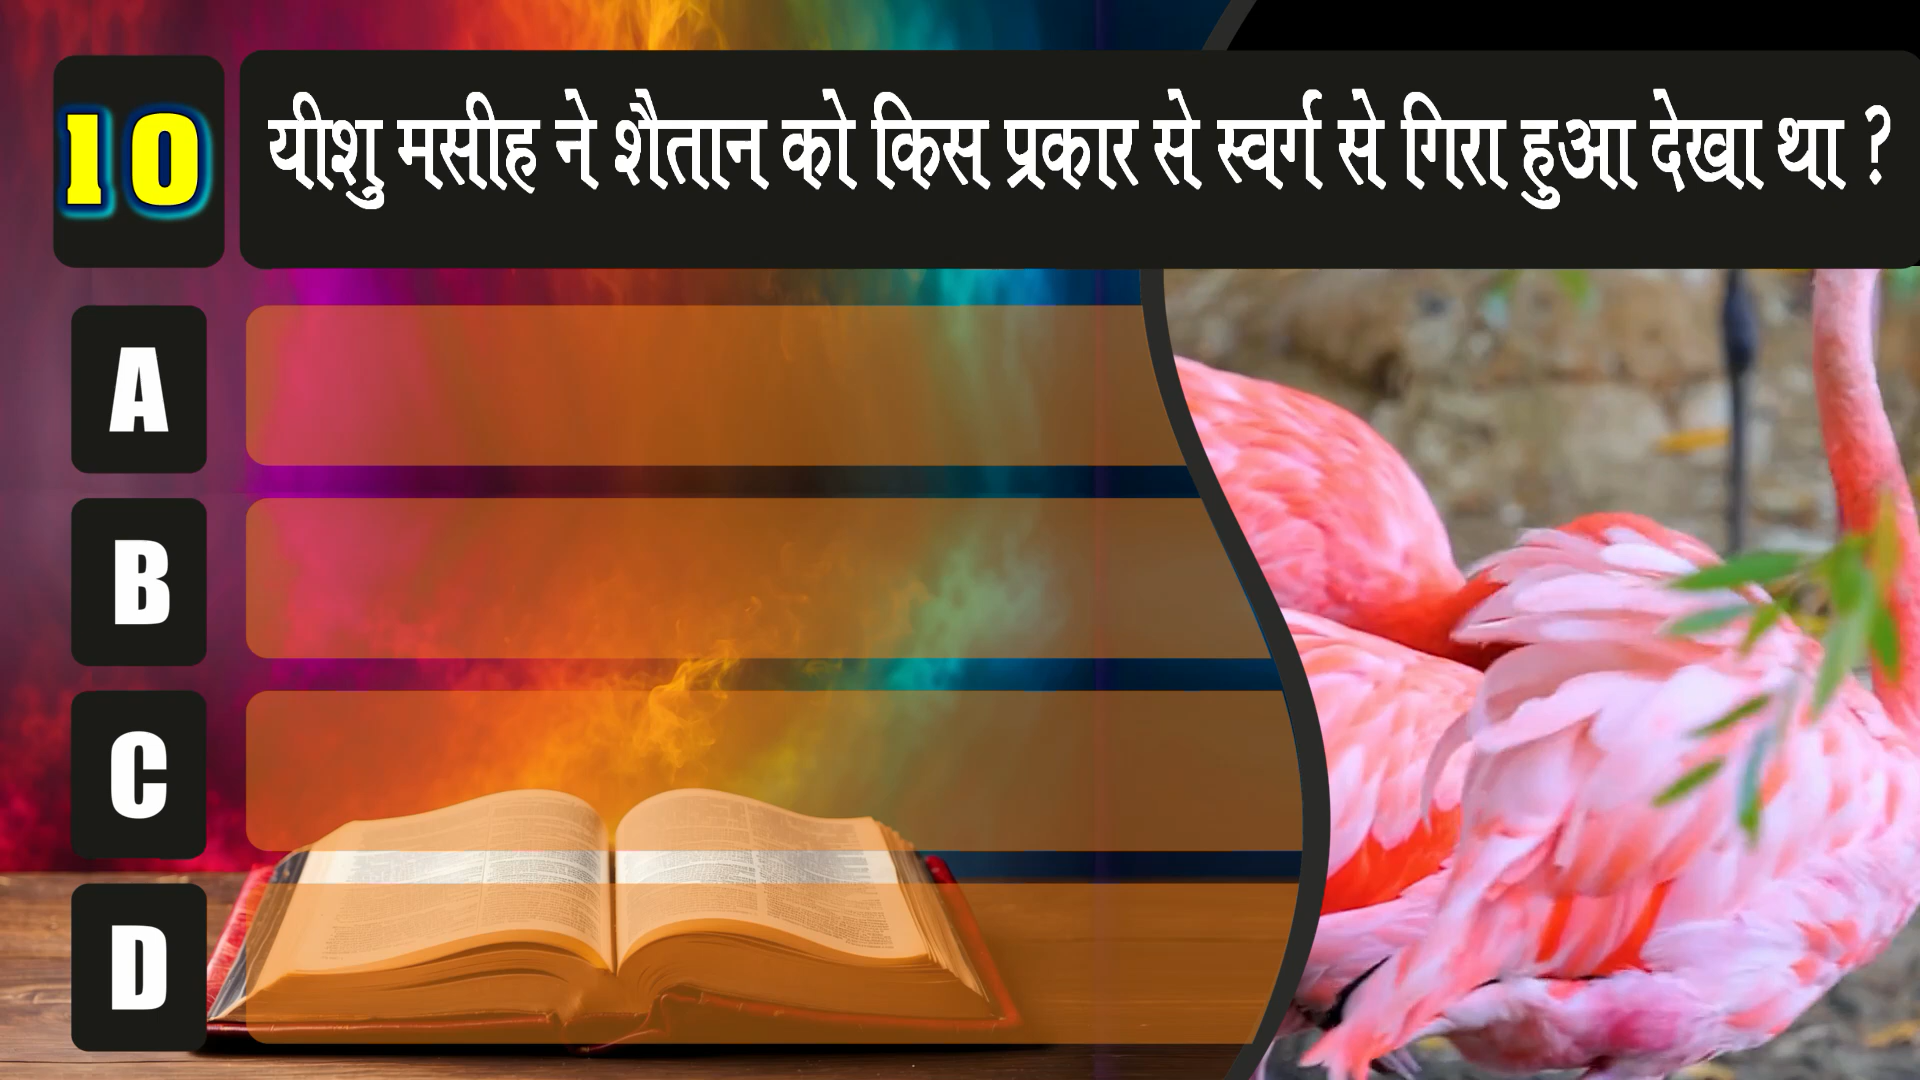 10
यीशु मसीह ने शैतान को किस प्रकार से स्वर्ग से गिरा हुआ देखा था ?
A
B
C
D